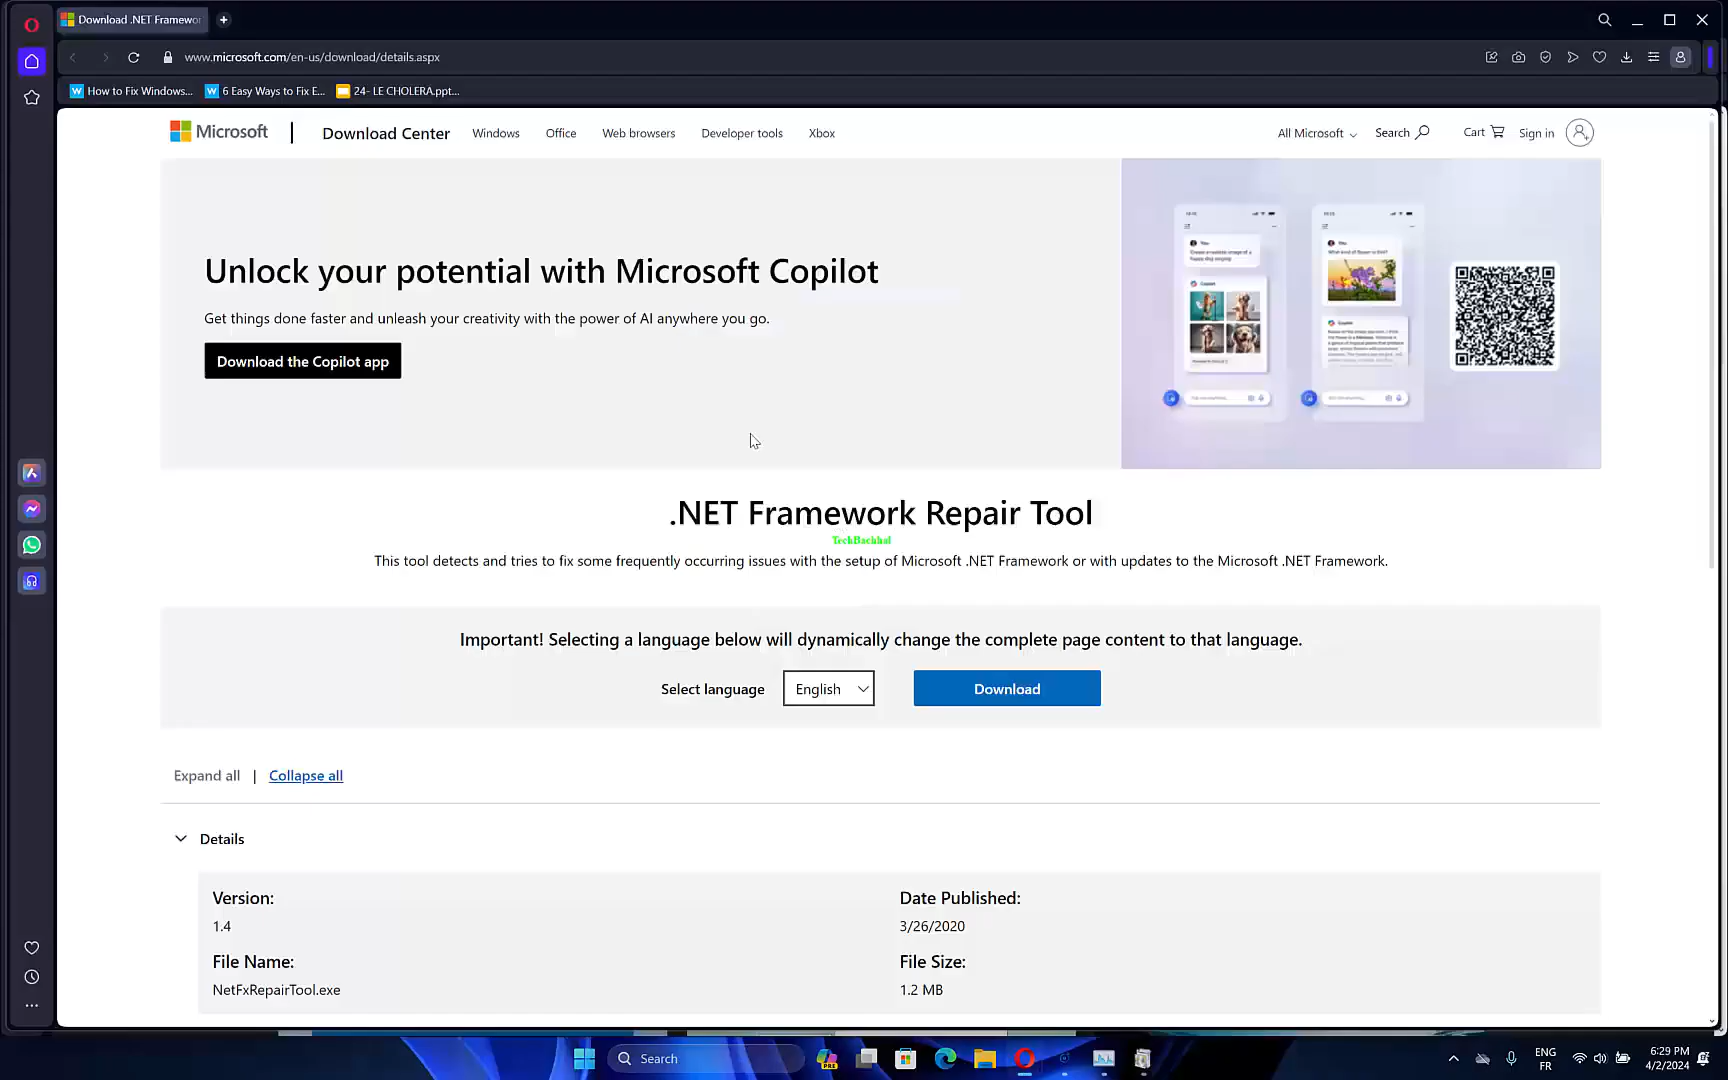 Download .NET Framewor
www.microsoft.com/en-us/download/details.aspx
How to Fix Windows...
6 Easy Ways to Fix E...
24- LE CHOLERA.ppt...
Microsoft
Download Center
Windows
Office
Web browsers
Developer tools
Xbox
All Microsoft
Search
Cart
Sign in
Unlock your potential with Microsoft Copilot
Get things done faster and unleash your creativity with the power of AI anywhere you go.
Download the Copilot app
You
Copilot
You
Copilot
.NET Framework Repair Tool
TechBachhal
This tool detects and tries to fix some frequently occurring issues with the setup of Microsoft .NET Framework or with updates to the Microsoft .NET Framework.
Important! Selecting a language below will dynamically change the complete page content to that language.
Select language
English
Download
Expand all | Collapse all
Details
Version:
1.4
Date Published:
3/26/2020
File Name:
NetFxRepairTool.exe
File Size:
1.2 MB
Search
PRE
ENG
FR
6:29 PM
4/2/2024